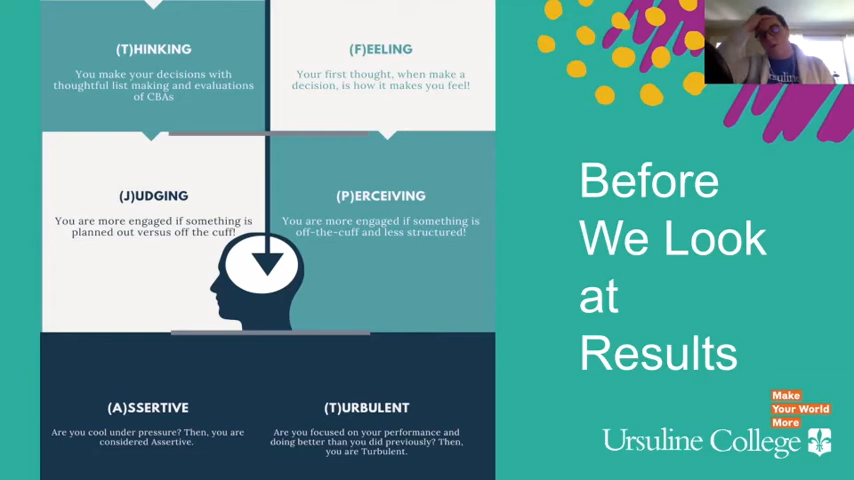 (T)HINKING
You make your decisions with
thoughtful list making and evaluations
of CBAs
(F)EELING
Your first thought, when make a
decision, is how it makes you feel!
(J)UDGING
You are more engaged if something is
planned out versus off the cuff!
(P)ERCEIVING
You are more engaged if something is
off-the-cuff and less structured!
(A)SSERTIVE
Are you cool under pressure? Then, you are
considered Assertive.
(T)URBULENT
Are you focused on your performance and
doing better than you did previously? Then,
you are Turbulent.
Before
We Look
at
Results
Make
Your World
More
Ursuline College
Ursuline